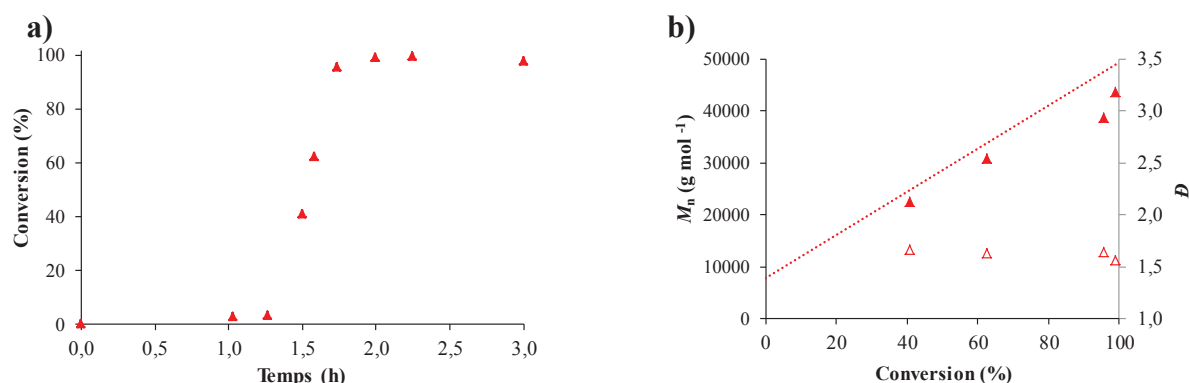 a)
100
80
60
40
20
0
Conversion (%)
0,0 0,5 1,0 1,5 2,0 2,5 3,0
Temps (h)
b)
50000
40000
30000
20000
10000
0
Mn (g mol -1)
3,5
3,0
2,5
2,0
1,5
1,0
Đ
0 20 40 60 80 100
Conversion (%)